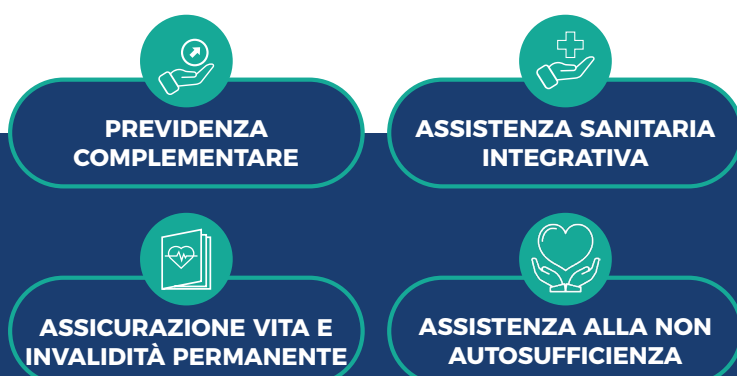 PREVIDENZA
COMPLEMENTARE
ASSISTENZA SANITARIA
INTEGRATIVA
ASSICURAZIONE VITA E
INVALIDITÀ PERMANENTE
ASSISTENZA ALLA NON
AUTOSUFFICIENZA